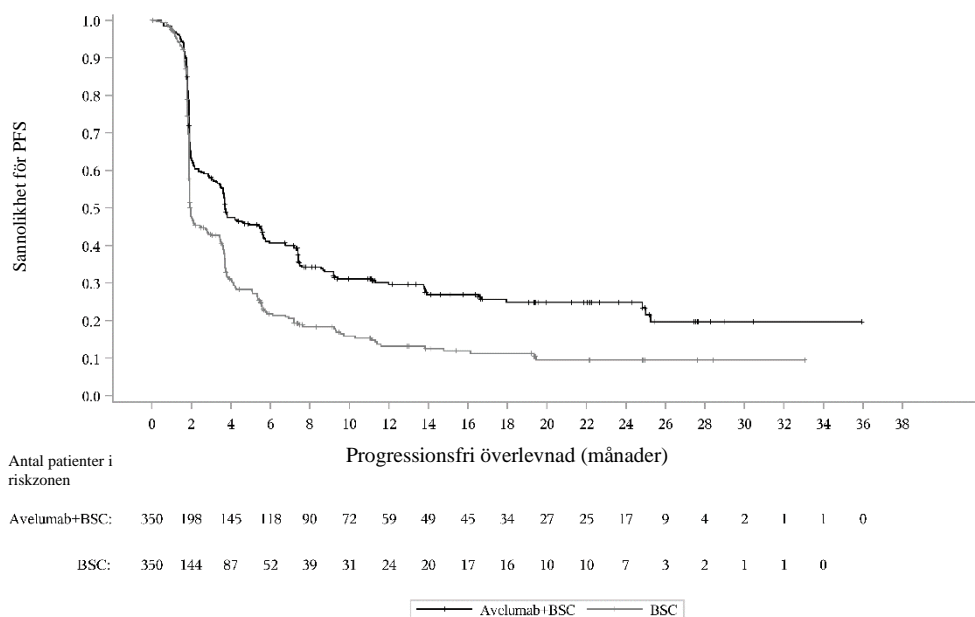 1.0
0.9
0.8
0.7
0.6
0.5
0.4
0.3
0.2
0.1
0.0
Sannolikhet för PFS
0 2 4 6 8 10 12 14 16 18 20 22 24 26 28 30 32 34 36 38
Progressionsfri överlevnad (månader)
Antal patienter i
riskzonen
Avelumab+BSC: 350 198 145 118 90 72 59 49 45 34 27 25 17 9 4 2 1 1 0
BSC: 350 144 87 52 39 31 24 20 17 16 10 10 7 3 2 1 1 0
Avelumab+BSC BSC